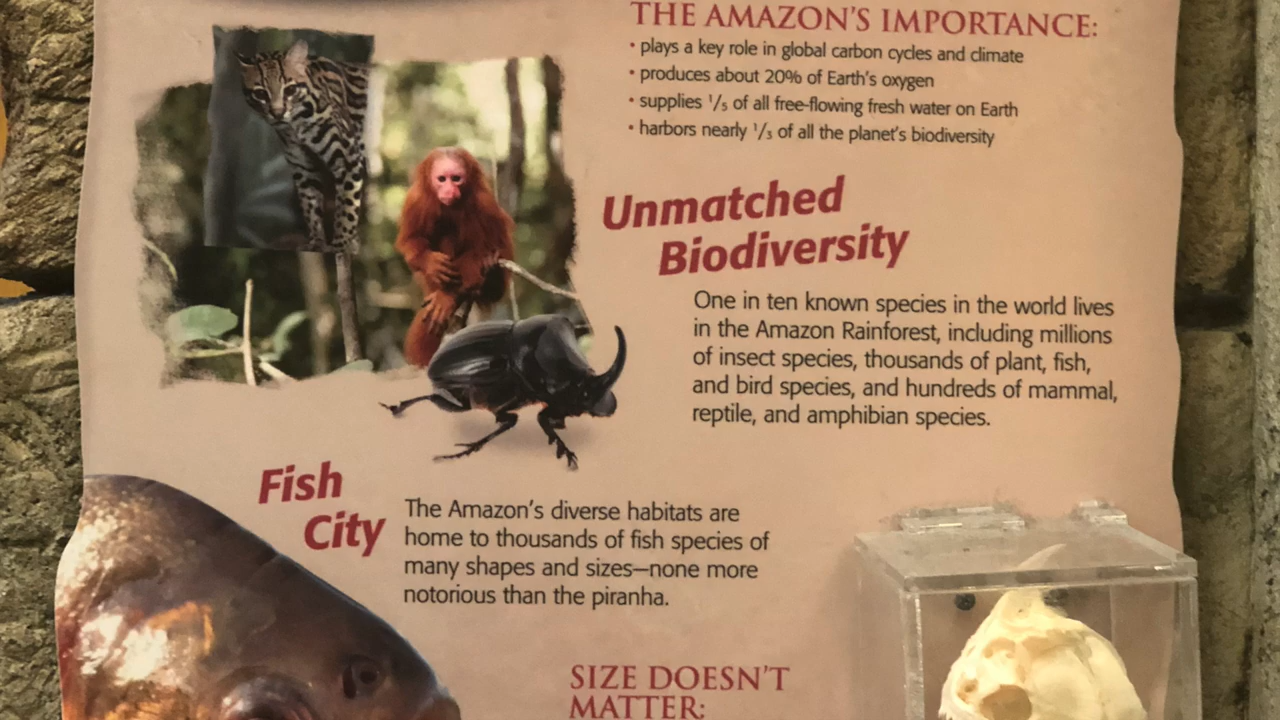 THE AMAZON'S IMPORTANCE:
• plays a key role in global carbon cycles and climate
• produces about 20% of Earth's oxygen
• supplies 1/5 of all free-flowing fresh water on Earth
• harbors nearly 1/3 of all the planet's biodiversity
Unmatched
Biodiversity
One in ten known species in the world lives
in the Amazon Rainforest, including millions
of insect species, thousands of plant, fish,
and bird species, and hundreds of mammal,
reptile, and amphibian species.
Fish
City
The Amazon's diverse habitats are
home to thousands of fish species of
many shapes and sizes—none more
notorious than the piranha.
SIZE DOESN'T
MATTER: